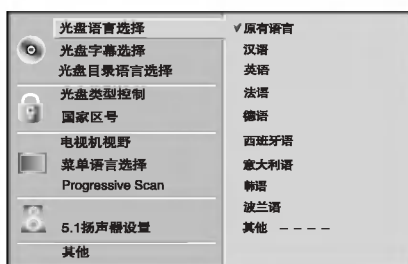 光盘语言选择
光盘字幕选择
光盘目录语言选择
光盘类型控制
国家区号
电视机视野
菜单语言选择
Progressive Scan
5.1扬声器设置
其他
✓原有语言
汉语
英语
法语
德语
西班牙语
意大利语
韩语
波兰语
其他 – – – –